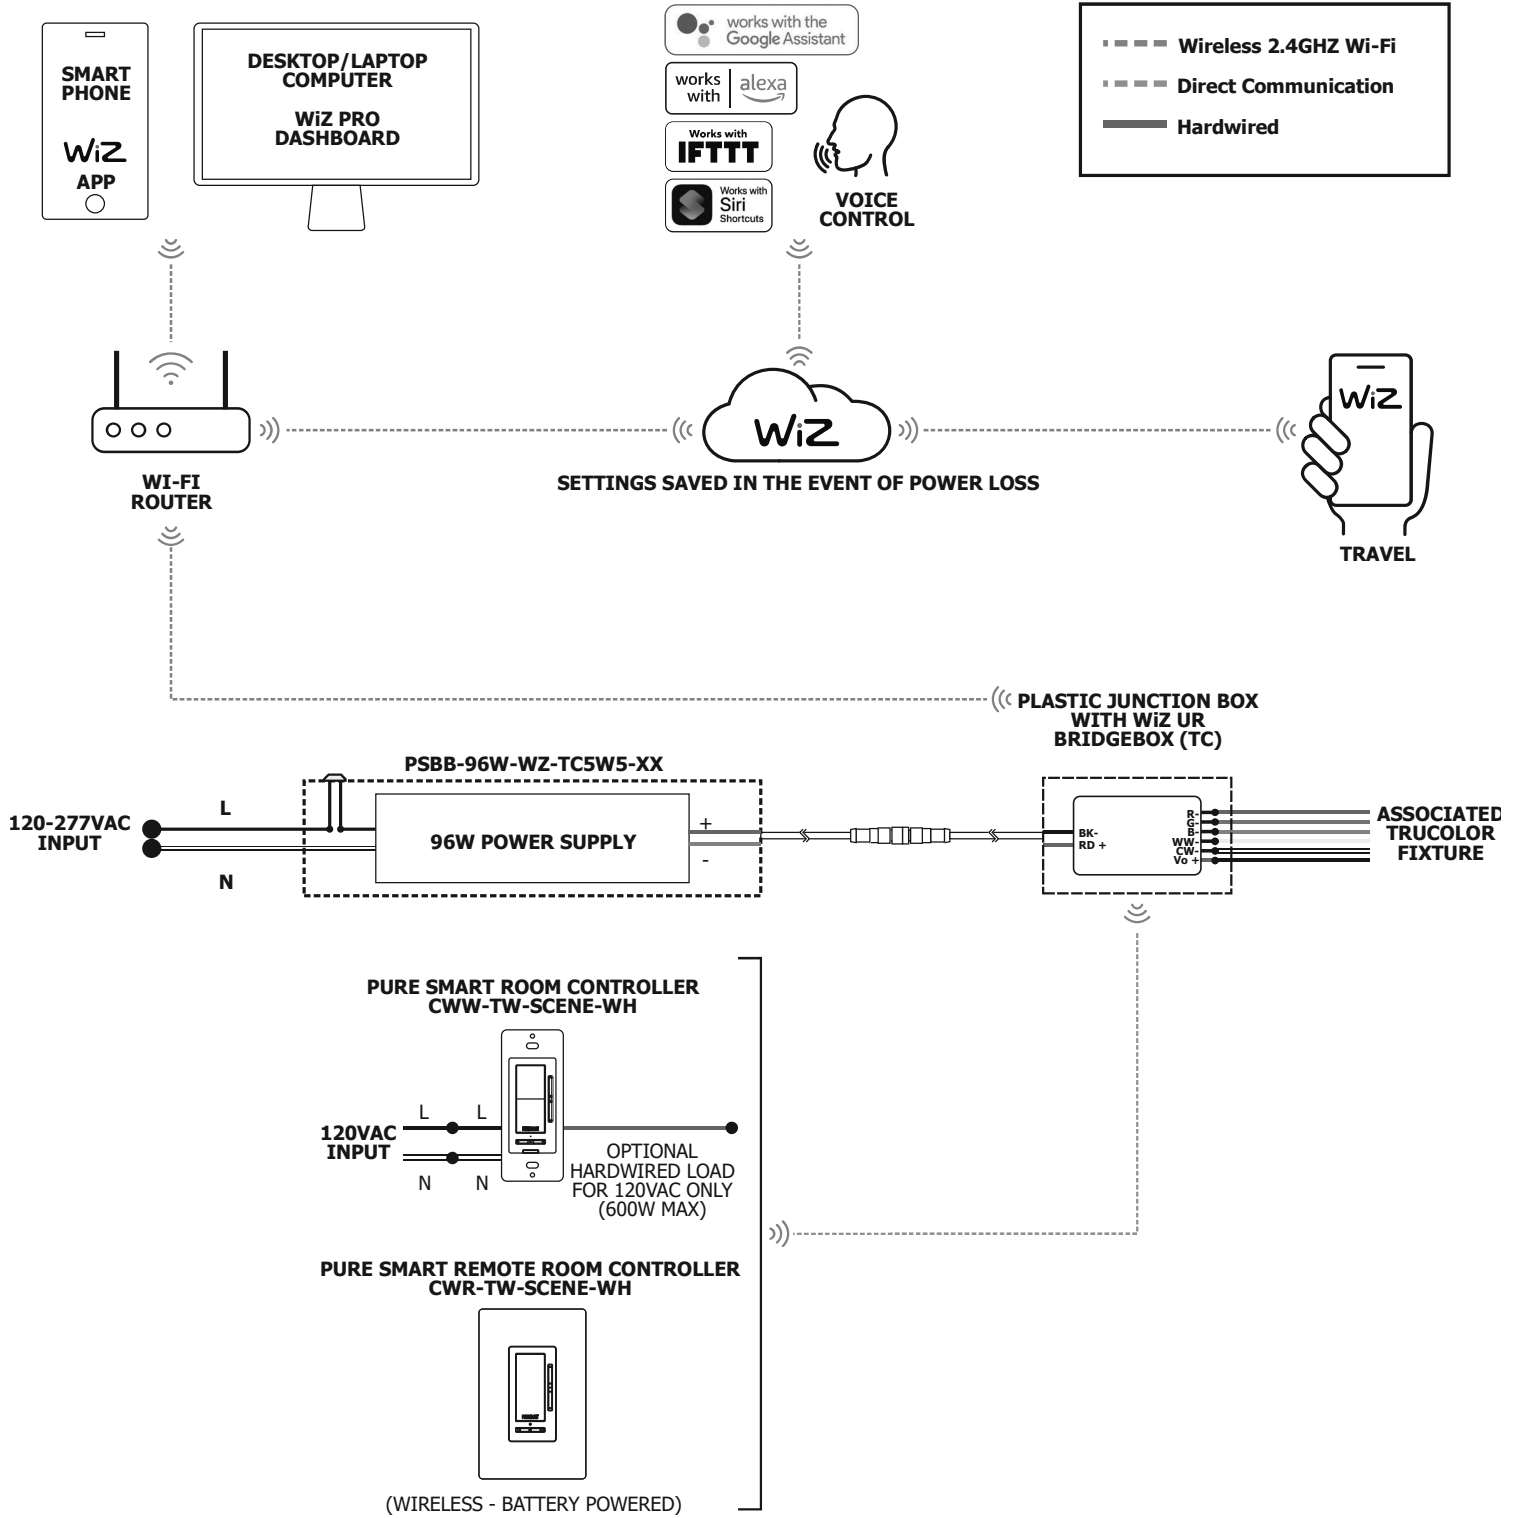 SMART
PHONE
WiZ
APP
DESKTOP/LAPTOP
COMPUTER
WiZ PRO
DASHBOARD
works with the
Google Assistant
works
with
alexa
Works with
IFTTT
Works with
Siri
Shortcuts
VOICE
CONTROL
Wireless 2.4GHZ Wi-Fi
Direct Communication
Hardwired
WI-FI
ROUTER
WiZ
SETTINGS SAVED IN THE EVENT OF POWER LOSS
WiZ
TRAVEL
PLASTIC JUNCTION BOX
WITH WiZ UR
BRIDGEBOX (TC)
PSBB-96W-WZ-TC5W5-XX
120-277VAC
INPUT
L
N
96W POWER SUPPLY
+
-
BK-
RD +
R-
G-
B-
WW-
CW-
Vo +
ASSOCIATED
TRUCOLOR
FIXTURE
PURE SMART ROOM CONTROLLER
CWW-TW-SCENE-WH
120VAC
INPUT
L
L
N
N
OPTIONAL
HARDWIRED LOAD
FOR 120VAC ONLY
(600W MAX)
PURE SMART REMOTE ROOM CONTROLLER
CWR-TW-SCENE-WH
(WIRELESS - BATTERY POWERED)